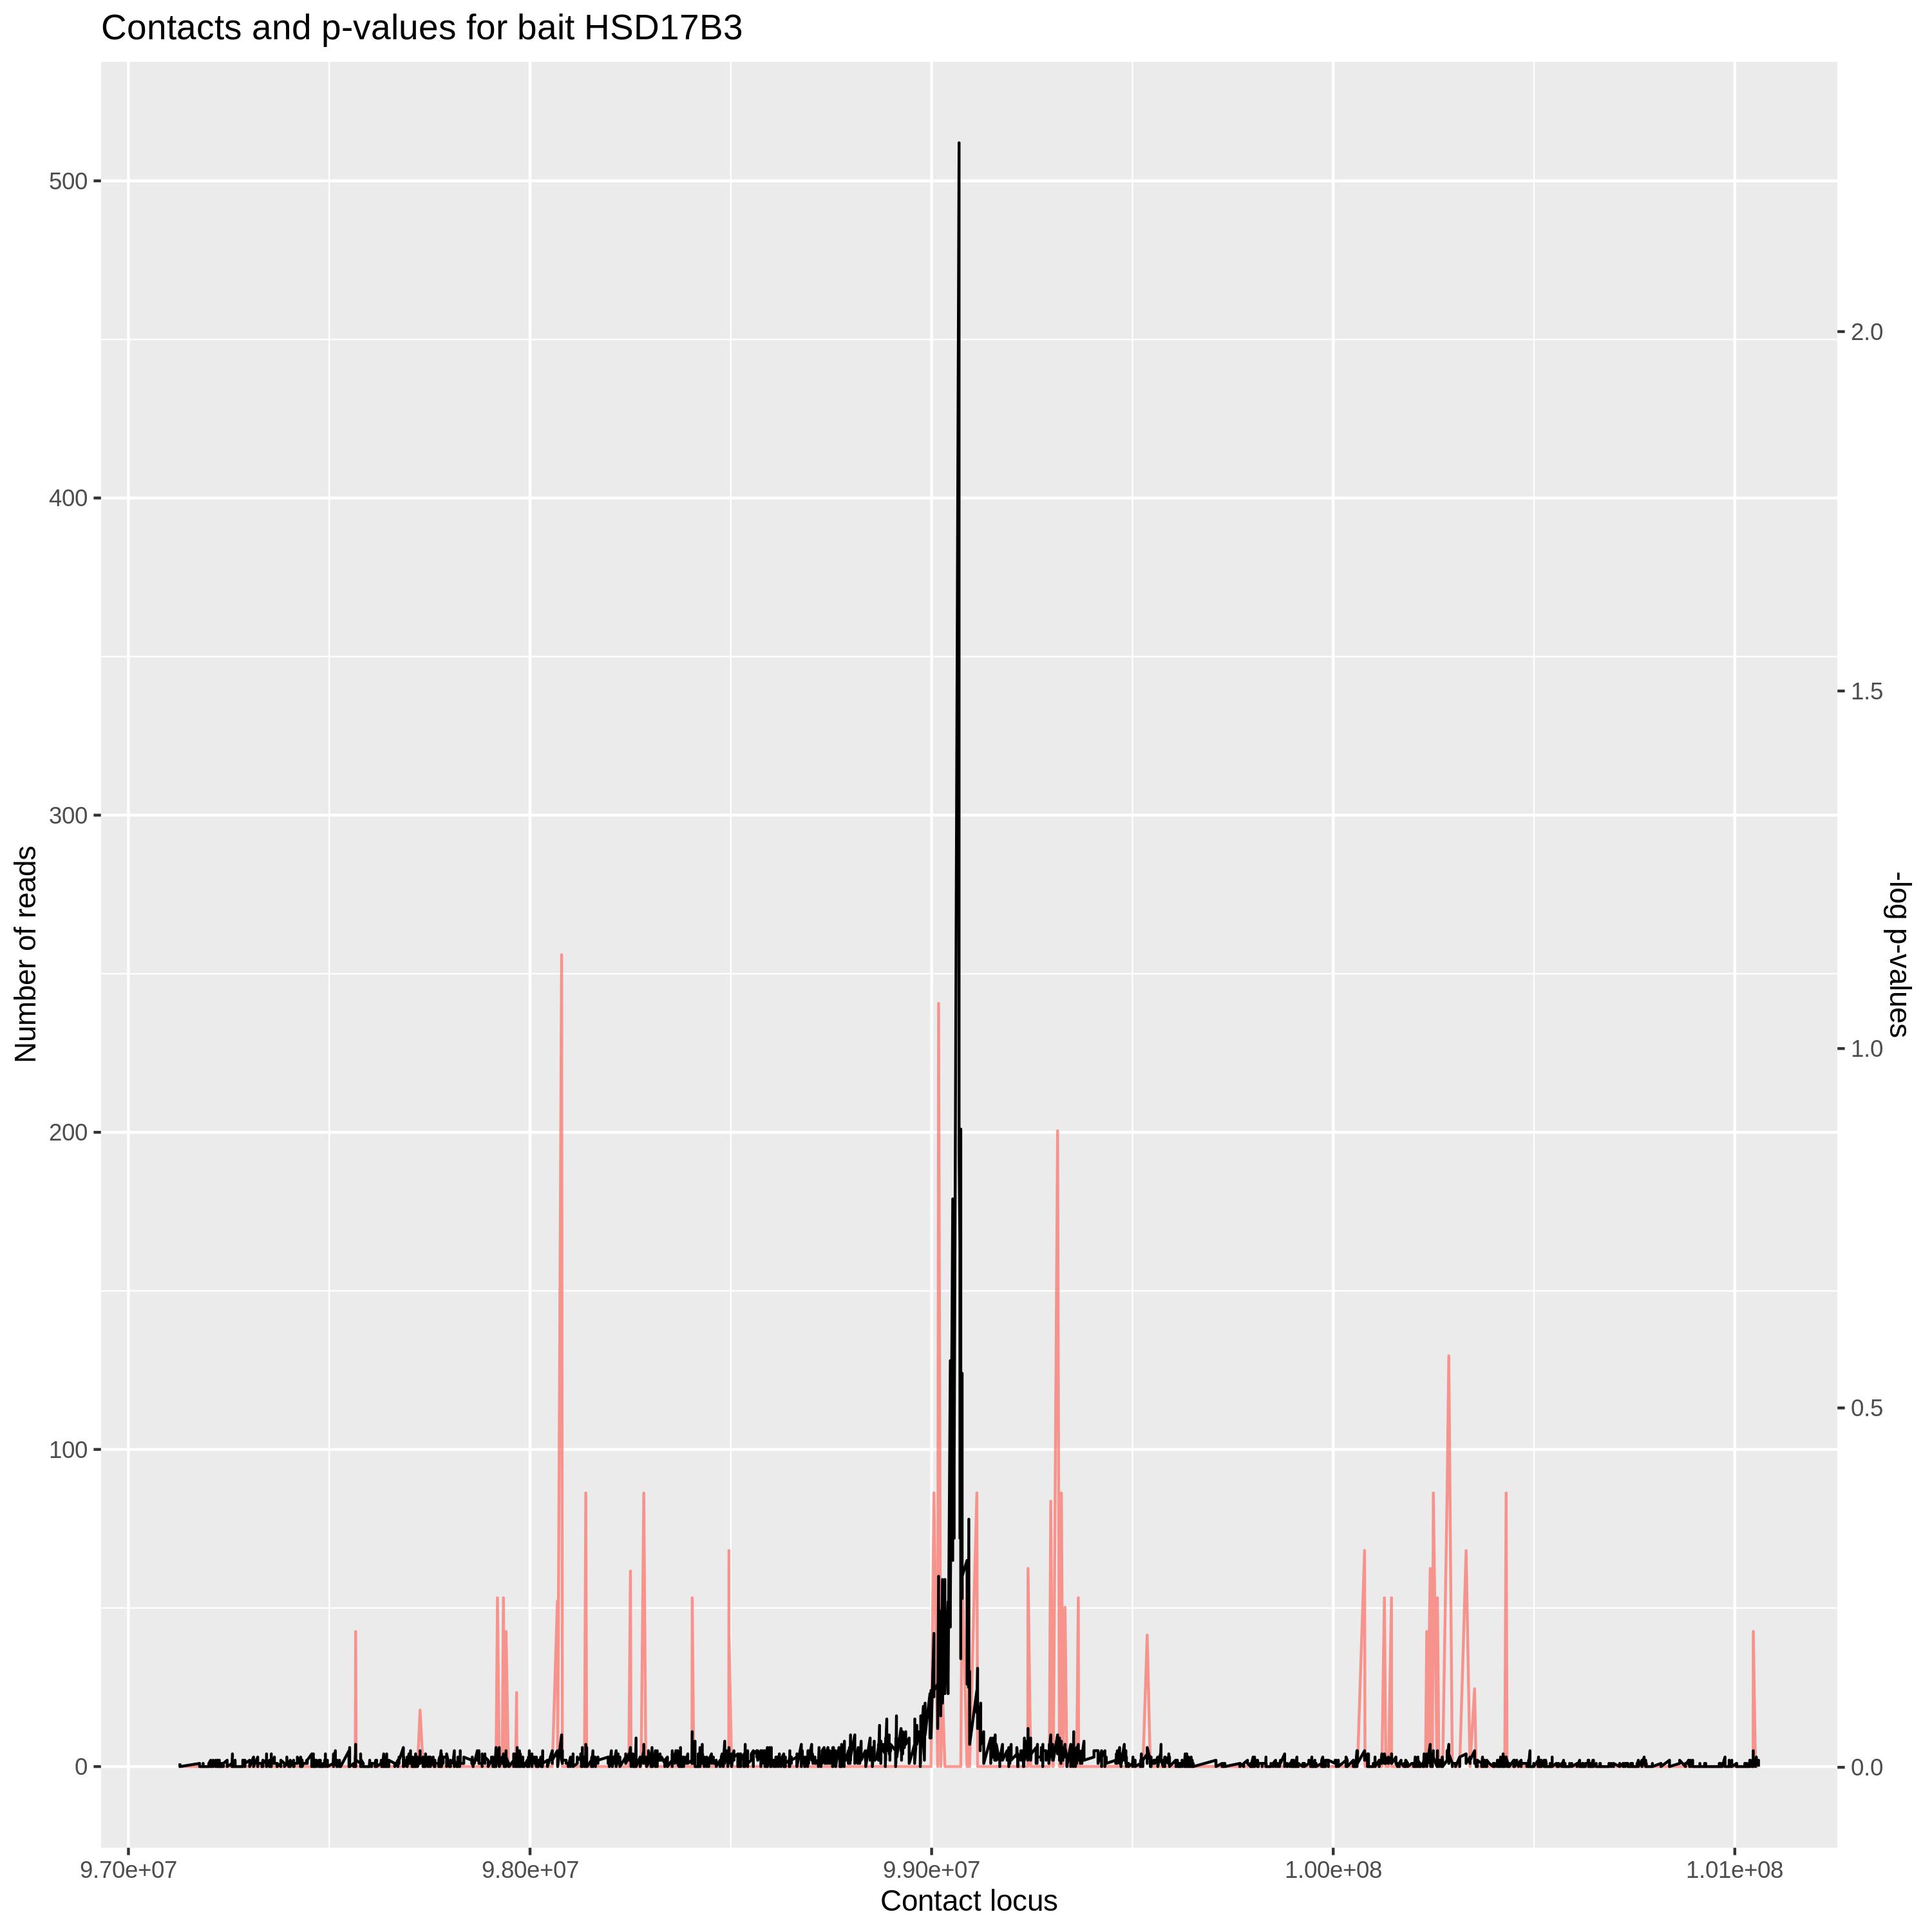 Contacts and p-values for bait HSD17B3
500
400
300
200
100
0
Number of reads
2.0
1.5
1.0
0.5
0.0
-log p-values
9.70e+07
9.80e+07
9.90e+07
1.00e+08
1.01e+08
Contact locus